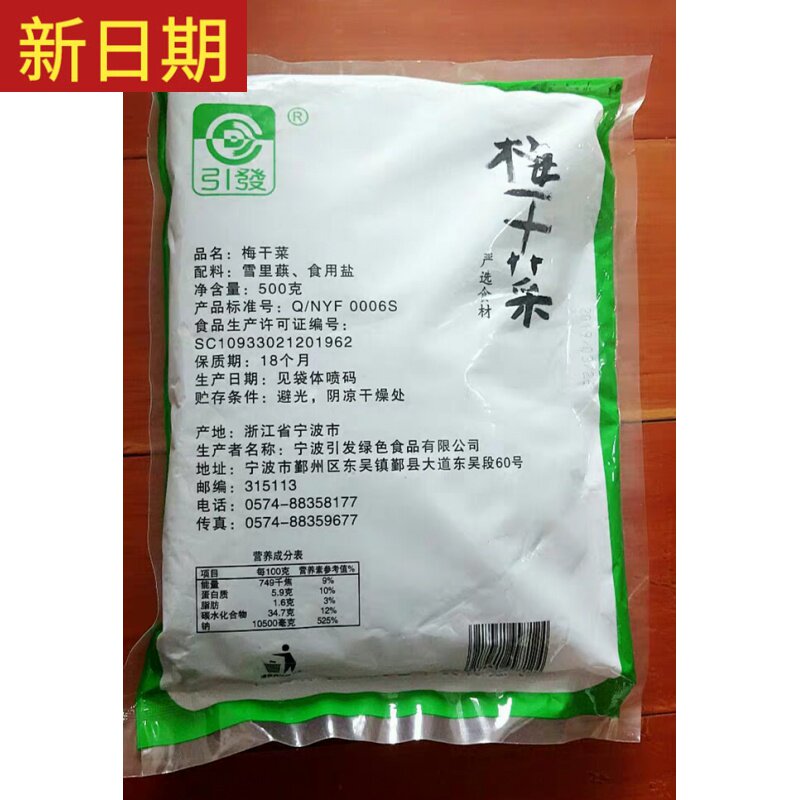 新日期
®
引發
梅干菜
严选食材
品名：梅干菜
配料：雪里蕻、食用盐
净含量：500克
产品标准号：Q/NYF 0006S
食品生产许可证编号：
SC10933021201962
保质期：18个月
生产日期：见袋体喷码
贮存条件：避光，阴凉干燥处
产地：浙江省宁波市
生产者名称：宁波引发绿色食品有限公司
地址：宁波市鄞州区东吴镇鄞县大道东吴段60号
邮编：315113
电话：0574-88358177
传真：0574-88359677
营养成分表
项目 每100克 营养素参考值%
能量 749千焦 9%
蛋白质 5.9克 10%
脂肪 1.6克 3%
碳水化合物 34.7克 12%
钠 10500毫克 525%